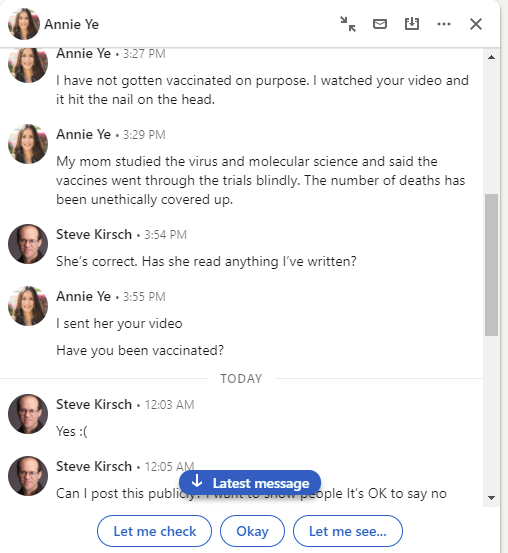 Annie Ye
Annie Ye • 3:27 PM
I have not gotten vaccinated on purpose. I watched your video and
it hit the nail on the head.
Annie Ye • 3:29 PM
My mom studied the virus and molecular science and said the
vaccines went through the trials blindly. The number of deaths has
been unethically covered up.
Steve Kirsch • 3:54 PM
She's correct. Has she read anything I've written?
Annie Ye • 3:55 PM
I sent her your video
Have you been vaccinated?
TODAY
Steve Kirsch • 12:03 AM
Yes :(
Steve Kirsch • 12:05 AM
Latest message
Can I post this publicly? I want to show people It's OK to say no
Let me check Okay Let me see...